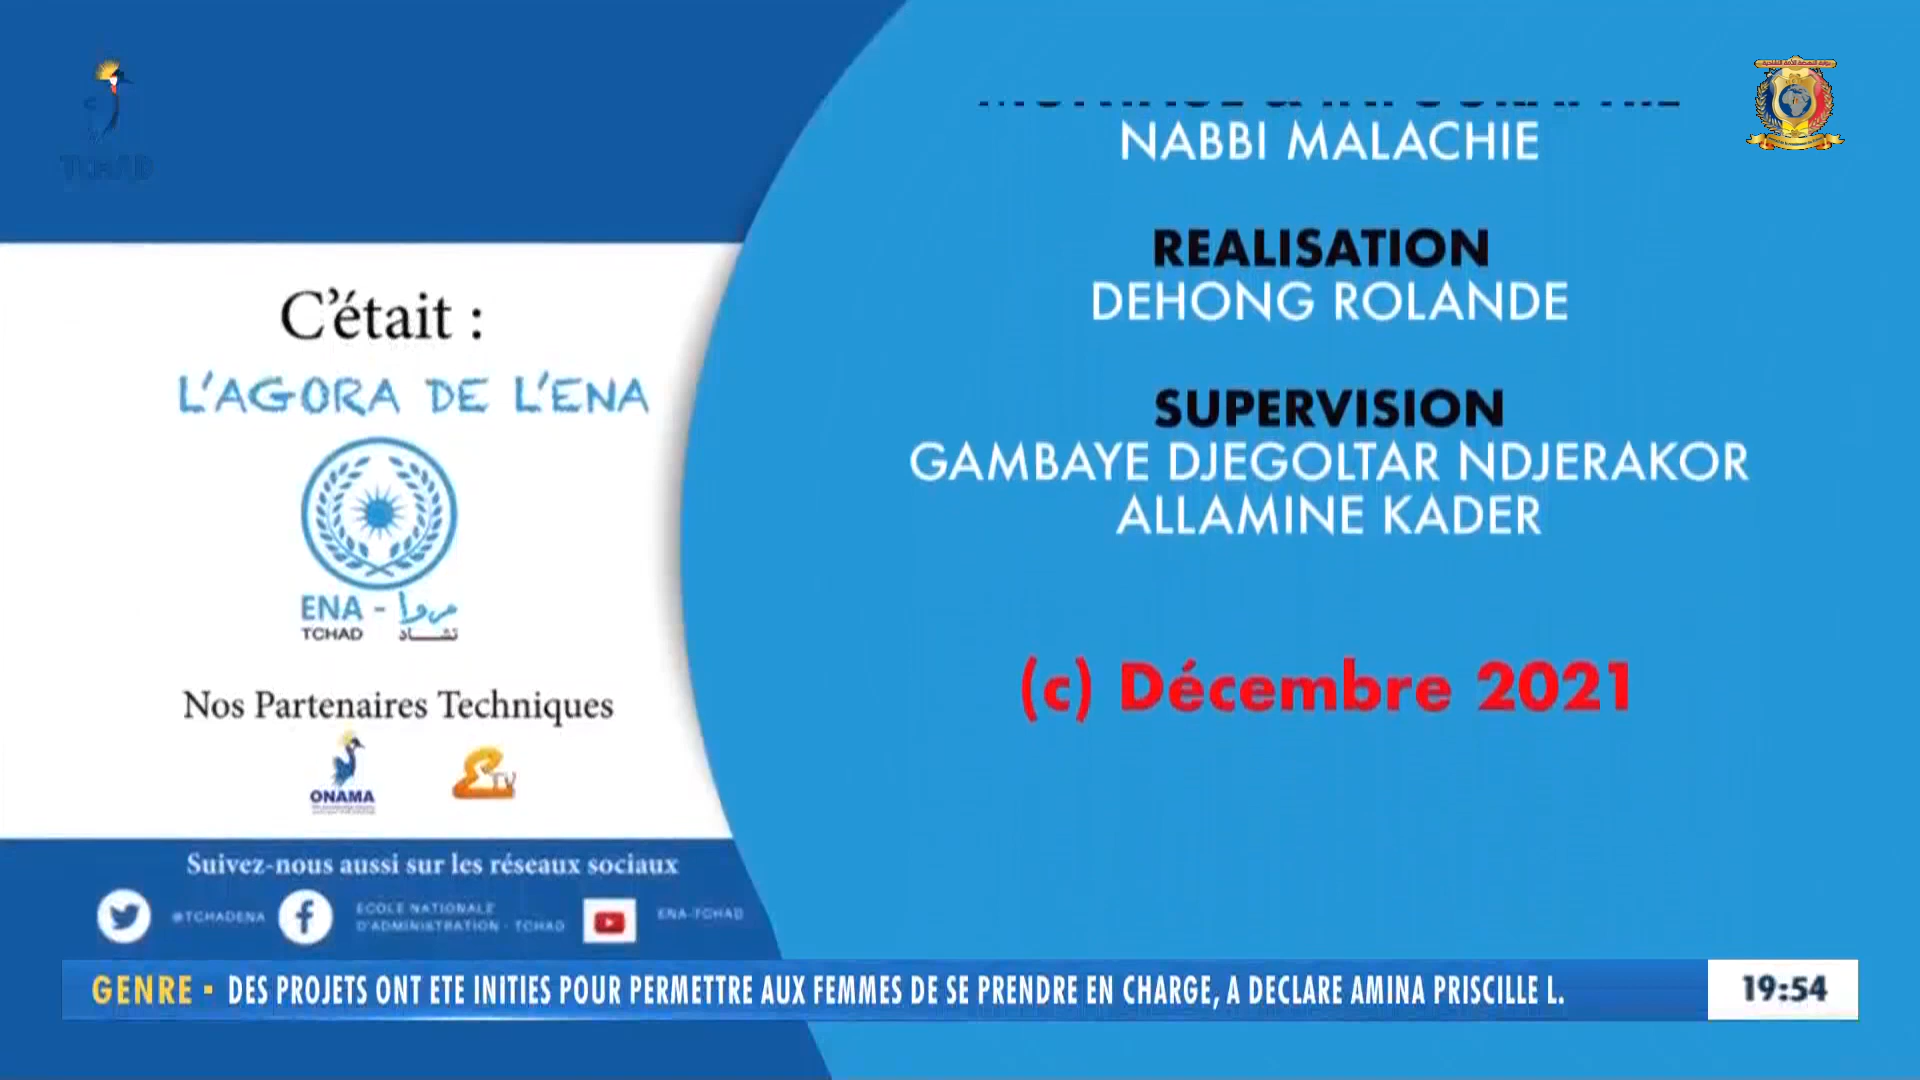 TCHAD
C'était :
L'AGORA DE L'ENA
ENA -
TCHAD
تشاد
Nos Partenaires Techniques
ONAMA
TV
Suivez-nous aussi sur les réseaux sociaux
@TCHADENA
ECOLE NATIONALE
D'ADMINISTRATION - TCHAD
ENA-TCHAD
NABBI MALACHIE
REALISATION
DEHONG ROLANDE
SUPERVISION
GAMBAYE DJEGOLTAR NDJERAKOR
ALLAMINE KADER
(c) Décembre 2021
GENRE - DES PROJETS ONT ETE INITIES POUR PERMETTRE AUX FEMMES DE SE PRENDRE EN CHARGE, A DECLARE AMINA PRISCILLE L.
19:54